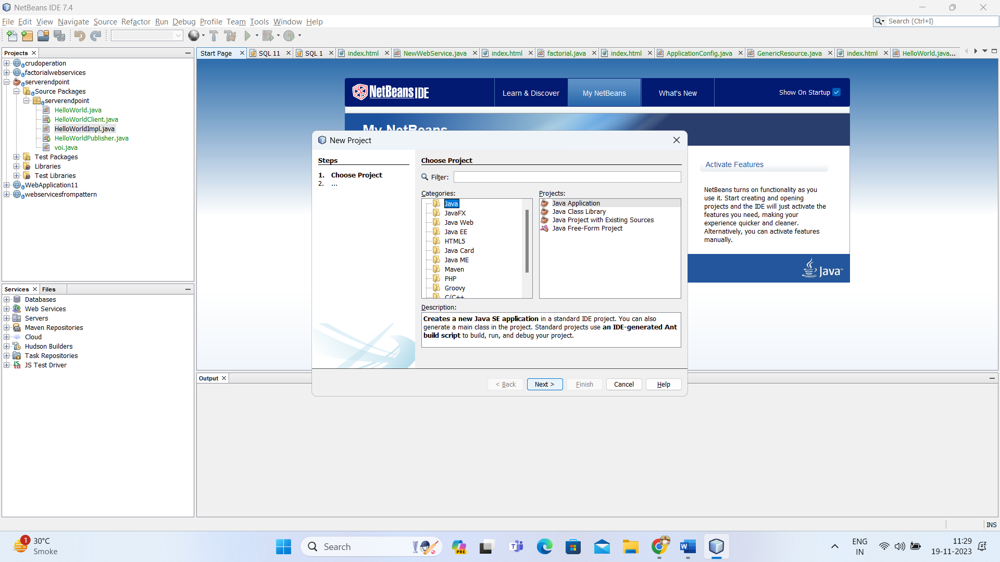 NetBeans IDE 7.4
File Edit View Navigate Source Refactor Run Debug Profile Team Tools Window Help
Search (Ctrl+I)
Projects
Start Page SQL 11 SQL 1 index.html NewWebService.java index.html factorial.java index.html ApplicationConfig.java GenericResource.java index.html HelloWorld.java...
crudoperation
factorialwebservices
serverendpoint
Source Packages
serverendpoint
HelloWorld.java
HelloWorldClient.java
HelloWorldImpl.java
HelloWorldPublisher.java
voi.java
Test Packages
Libraries
Test Libraries
WebApplication11
webservicesfrompattern
NetBeans IDE
Learn & Discover
My NetBeans
What's New
Show On Startup
My NetBeans
Activate Features
NetBeans turns on functionality as you
use it. Start creating and opening
projects and the IDE will just activate the
features you need, making your
experience quicker and cleaner.
Alternatively, you can activate features
manually.
Java
New Project
Steps
1. Choose Project
2. ...
Choose Project
Filter:
Categories:
Java
JavaFX
Java Web
Java EE
HTML5
Java Card
Java ME
Maven
PHP
Groovy
C/C++
Projects:
Java Application
Java Class Library
Java Project with Existing Sources
Java Free-Form Project
Description:
Creates a new Java SE application in a standard IDE project. You can also
generate a main class in the project. Standard projects use an IDE-generated Ant
build script to build, run, and debug your project.
< Back Next > Finish Cancel Help
Services Files
Databases
Web Services
Servers
Maven Repositories
Cloud
Hudson Builders
Task Repositories
JS Test Driver
Output
INS
1
30°C
Smoke
Search
PRE
ENG
IN
11:29
19-11-2023